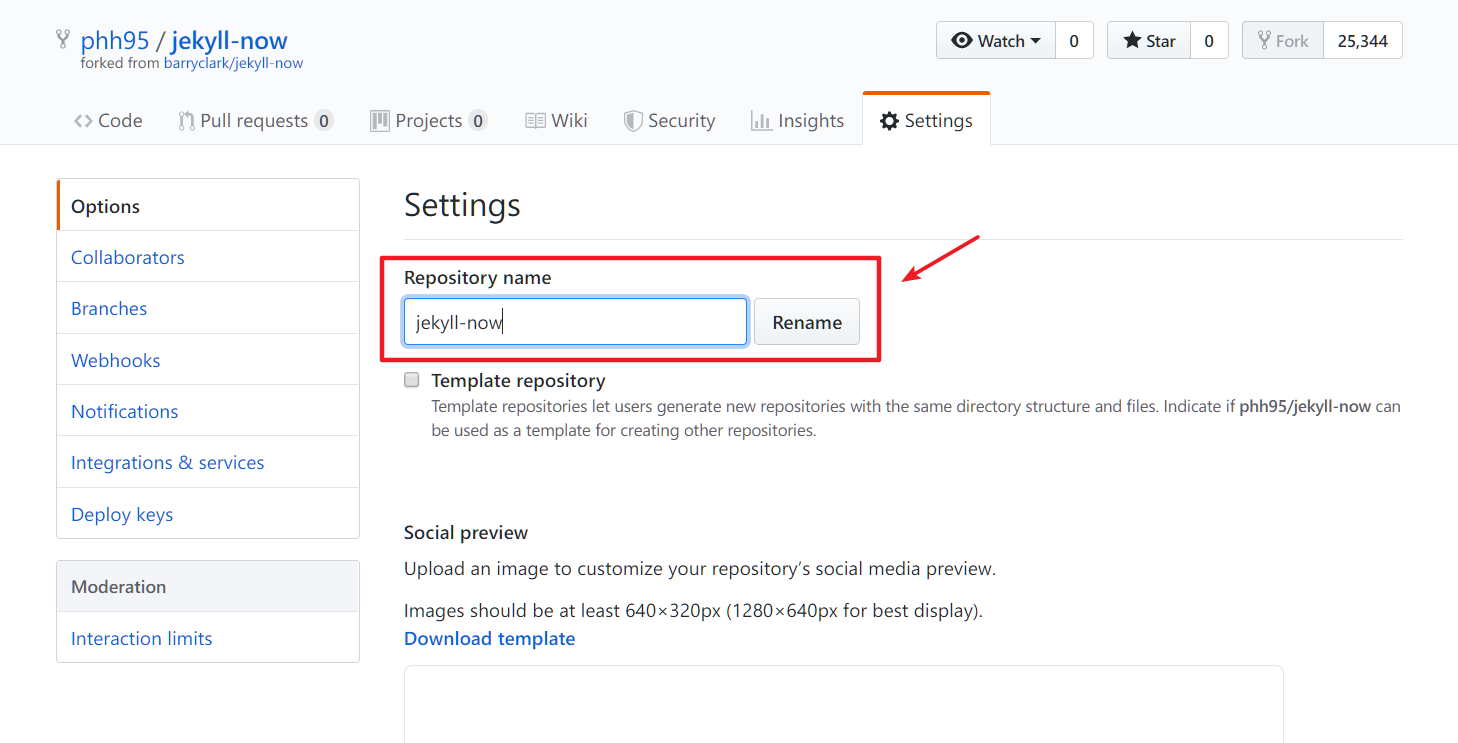 phh95 / jekyll-now
forked from barryclark/jekyll-now
Watch 0 Star 0 Fork 25,344
Code Pull requests 0 Projects 0 Wiki Security Insights Settings
Options
Collaborators
Branches
Webhooks
Notifications
Integrations & services
Deploy keys
Moderation
Interaction limits
Settings
Repository name
jekyll-now Rename
Template repository
Template repositories let users generate new repositories with the same directory structure and files. Indicate if phh95/jekyll-now can
be used as a template for creating other repositories.
Social preview
Upload an image to customize your repository’s social media preview.
Images should be at least 640×320px (1280×640px for best display).
Download template